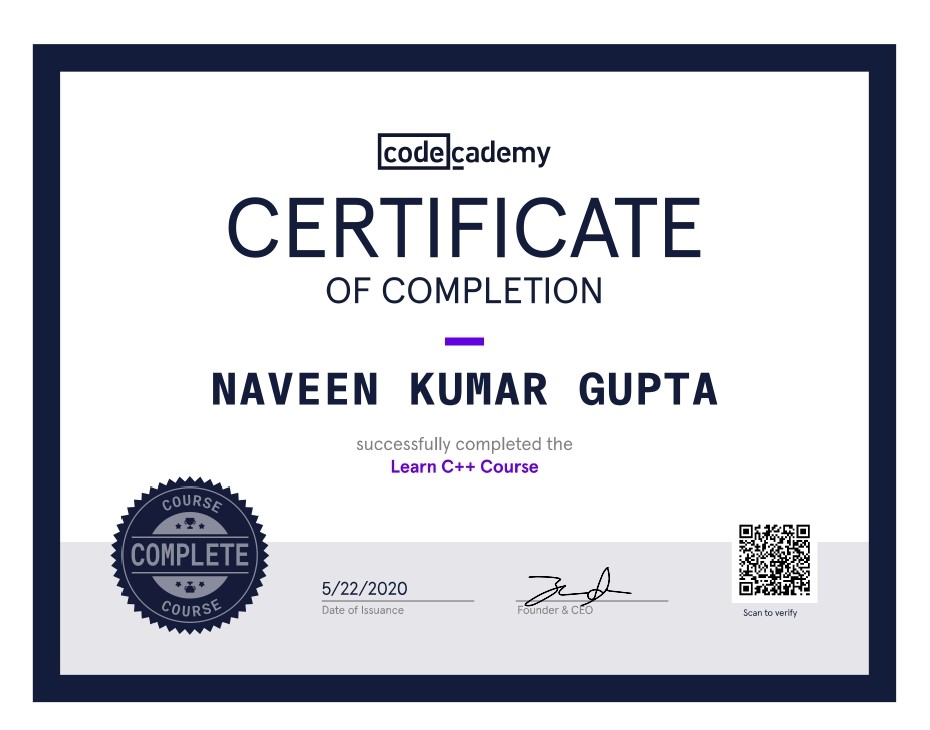 codecademy
CERTIFICATE
OF COMPLETION
NAVEEN KUMAR GUPTA
successfully completed the
Learn C++ Course
COURSE
COMPLETE
COURSE
5/22/2020
Date of Issuance
Founder & CEO
Scan to verify